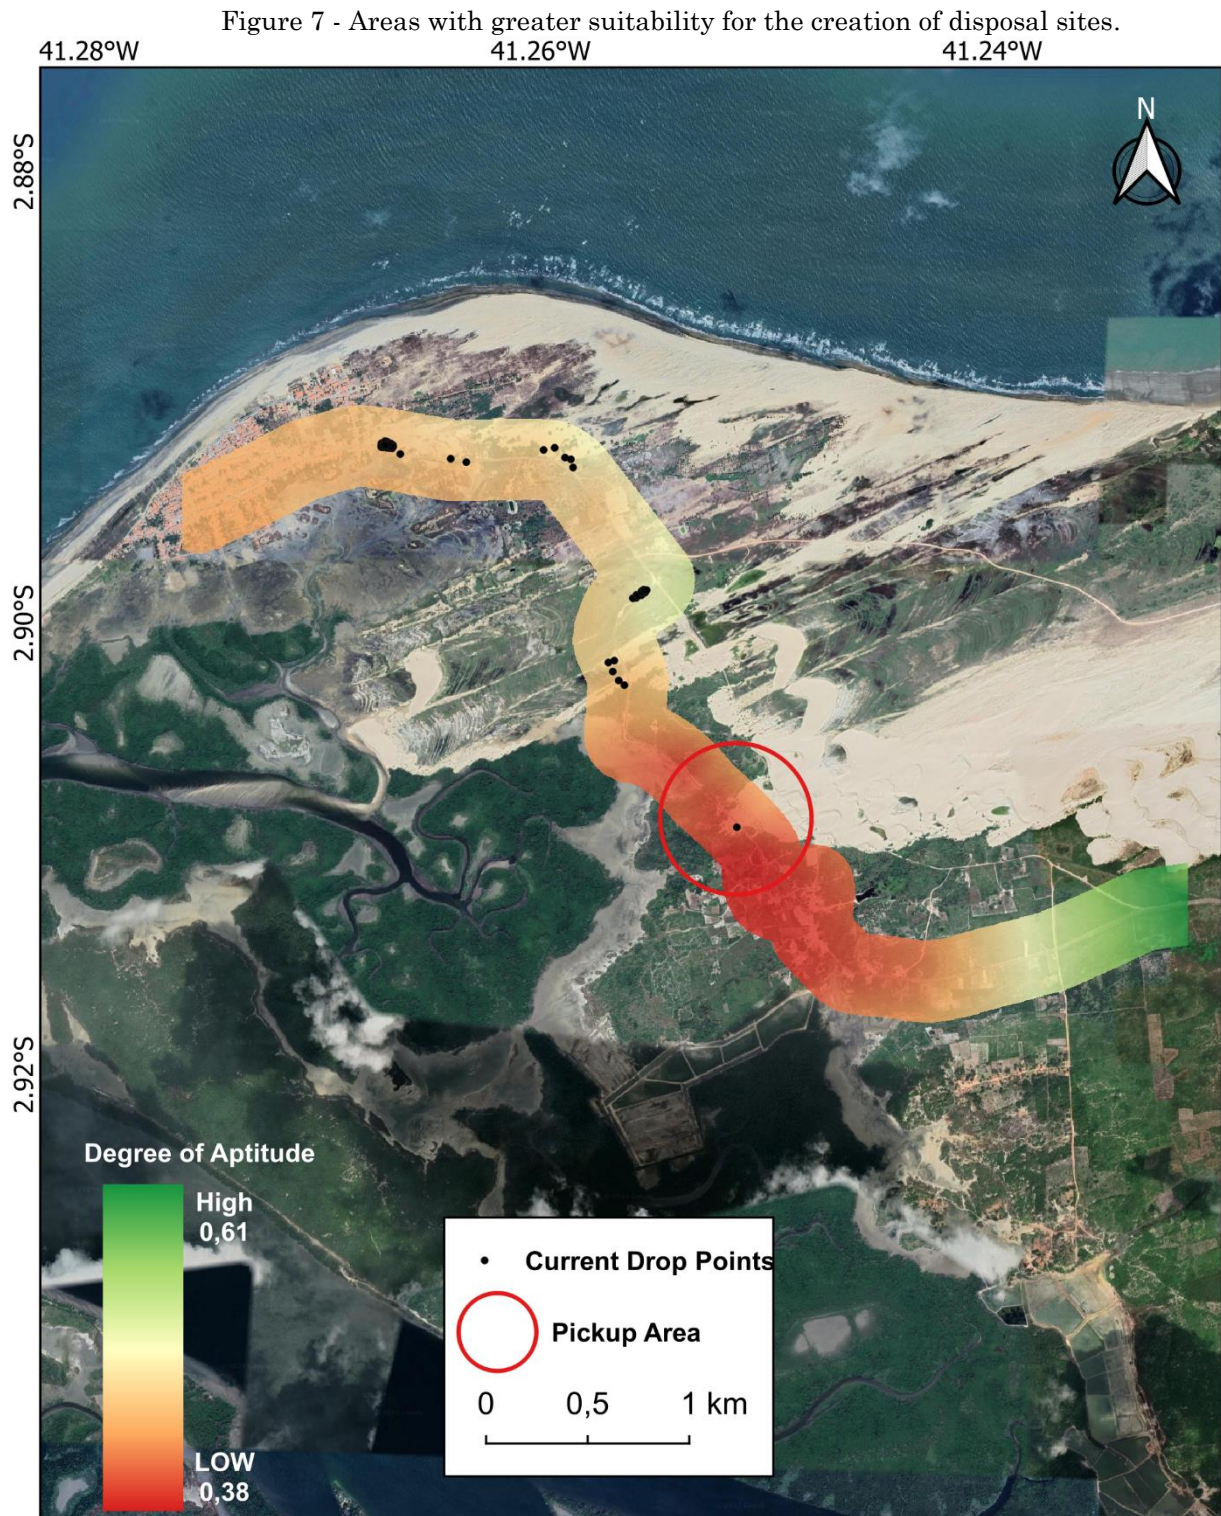 Figure 7 - Areas with greater suitability for the creation of disposal sites.
41.28°W 41.26°W 41.24°W
N
2.88°S
2.90°S
2.92°S
Degree of Aptitude
High
0,61
LOW
0,38
Current Drop Points
Pickup Area
0 0,5 1 km